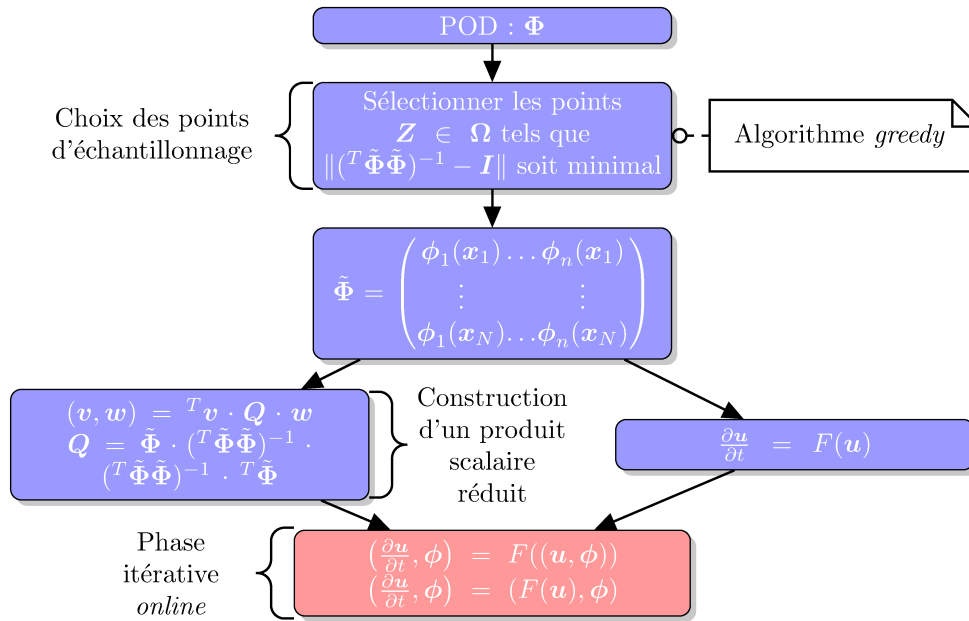 POD : Φ
Choix des points
d'échantillonnage
Sélectionner les points
Z ∈ Ω tels que
‖(ᵀΦ̃Φ̃)⁻¹ − I‖ soit minimal
Algorithme greedy
ϕ₁(x₁) … ϕₙ(x₁)
Φ̃ = ( ⋮ ⋮ )
ϕ₁(x_N) … ϕₙ(x_N)
(v, w) = ᵀv · Q · w
Q = Φ̃ · (ᵀΦ̃Φ̃)⁻¹ ·
(ᵀΦ̃Φ̃)⁻¹ · ᵀΦ̃
Construction
d'un produit
scalaire
réduit
∂u/∂t = F(u)
Phase
itérative
online
(∂u/∂t, ϕ) = F((u, ϕ))
(∂u/∂t, ϕ) = (F(u), ϕ)